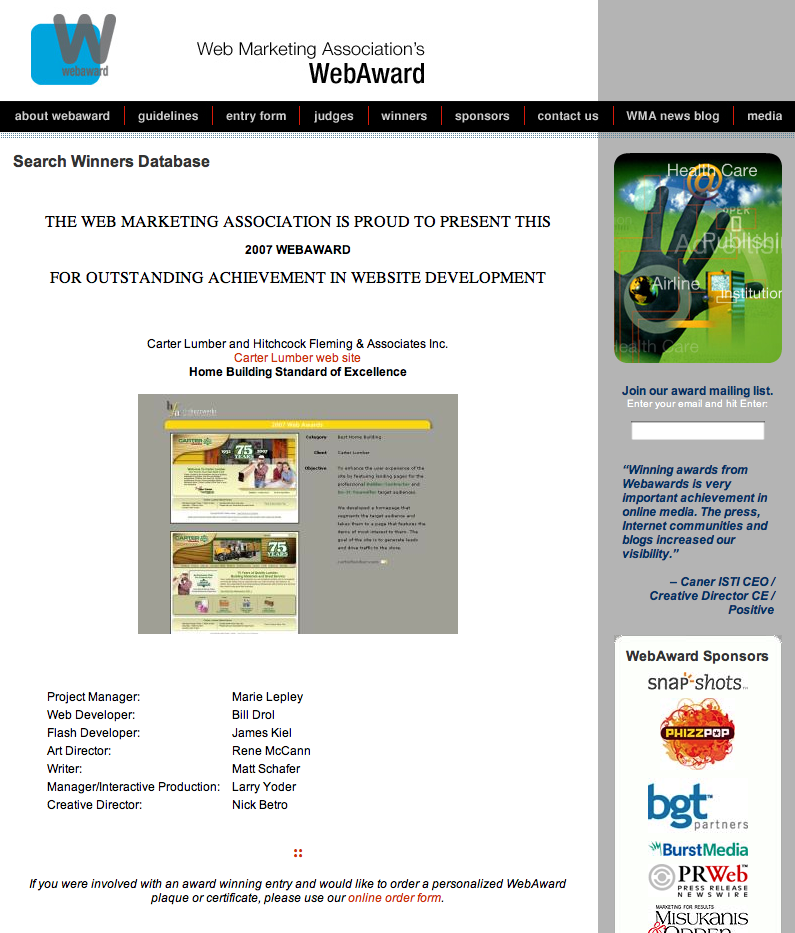 W
webaward
Web Marketing Association's
WebAward
about webaward
guidelines
entry form
judges
winners
sponsors
contact us
WMA news blog
media
Search Winners Database
THE WEB MARKETING ASSOCIATION IS PROUD TO PRESENT THIS
2007 WEBAWARD
FOR OUTSTANDING ACHIEVEMENT IN WEBSITE DEVELOPMENT
Carter Lumber and Hitchcock Fleming & Associates Inc.
Carter Lumber web site
Home Building Standard of Excellence
2007 Web Awards
CARTER
1932 75 2007
YEARS
Category Best Home Building
Client Carter Lumber
Objective To enhance the user experience of the
site by featuring landing pages for the
professional Builder/Contractor and
Do-It-Yourselfer target audiences.
We developed a homepage that
segments the target audience and
takes them to a page that features the
items of most interest to them. The
goal of the site is to generate leads
and drive traffic to the store.
CARTER
75
YEARS
Project Manager: Marie Lepley
Web Developer: Bill Drol
Flash Developer: James Kiel
Art Director: Rene McCann
Writer: Matt Schafer
Manager/Interactive Production: Larry Yoder
Creative Director: Nick Betro
If you were involved with an award winning entry and would like to order a personalized WebAward
plaque or certificate, please use our online order form.
Health Care
@
Publishi
Airline
Institution
Health Care
Join our award mailing list.
Enter your email and hit Enter:
“Winning awards from
Webawards is very
important achievement in
online media. The press,
Internet communities and
blogs increased our
visibility.”
– Caner ISTI CEO /
Creative Director CE /
Positive
WebAward Sponsors
snap·shots
PHIZZPOP
bgt™
partners
BurstMedia
PRWeb™
PRESS RELEASE
NEWSWIRE
MARKETING FOR RESULTS
MISUKANIS